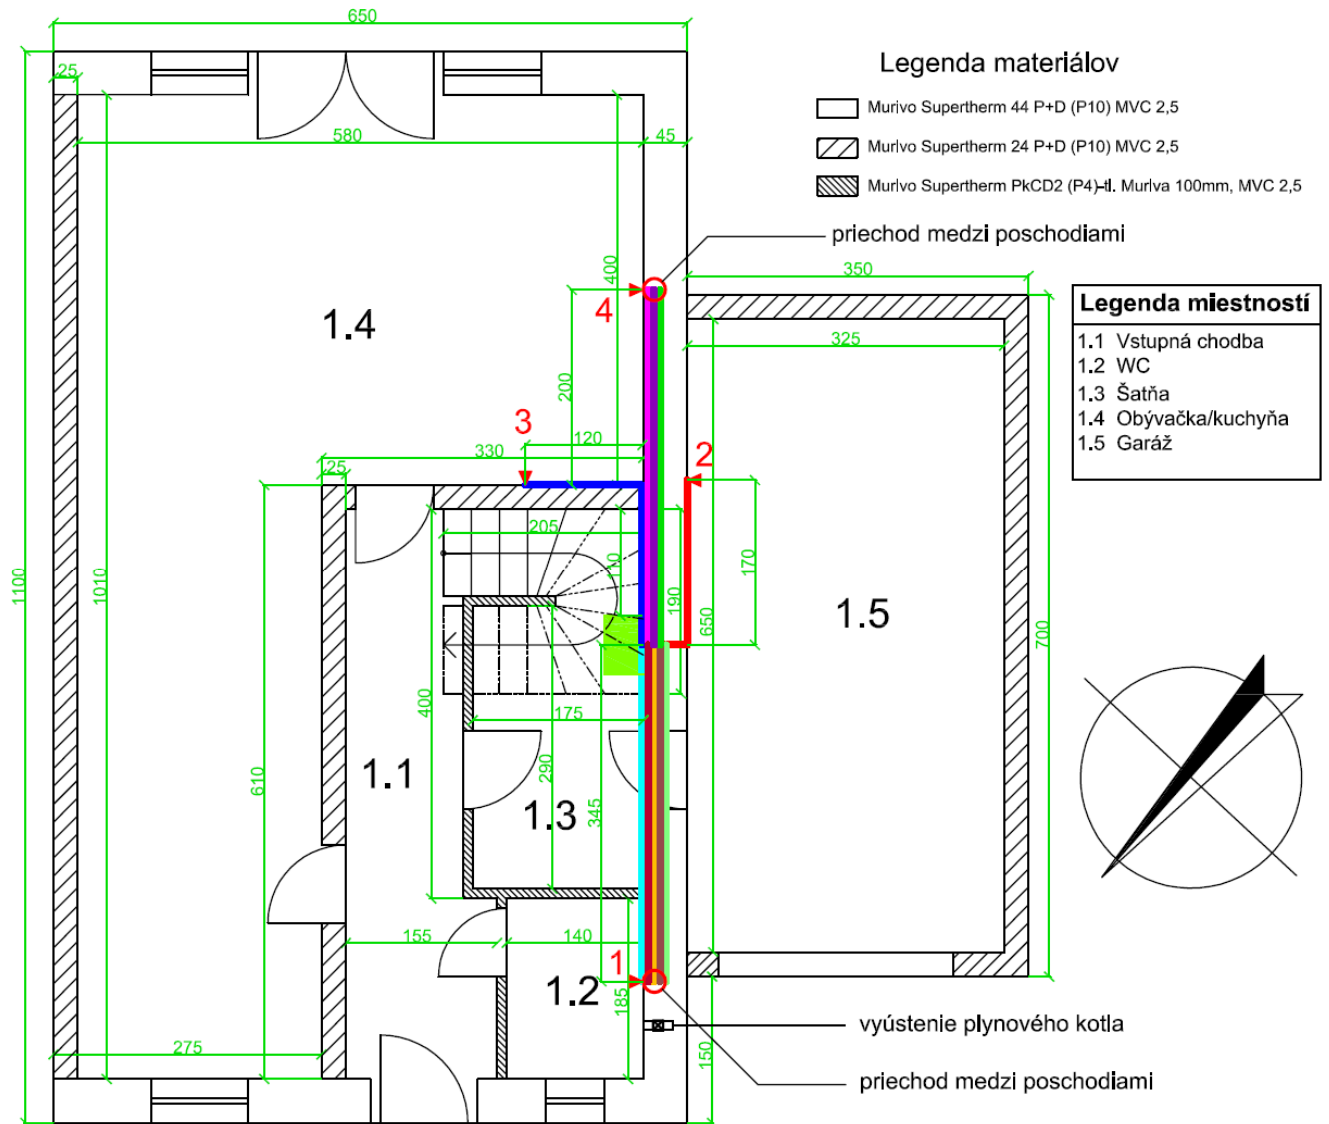 650
25
580
45
400
1100
1010
Legenda materiálov
Murivo Supertherm 44 P+D (P10) MVC 2,5
Murivo Supertherm 24 P+D (P10) MVC 2,5
Murivo Supertherm PkCD2 (P4)-tl. Muriva 100mm, MVC 2,5
priechod medzi poschodiami
350
Legenda miestností
1.1 Vstupná chodba
1.2 WC
1.3 Šatňa
1.4 Obývačka/kuchyňa
1.5 Garáž
4
1.4
325
200
3
120
2
330
25
205
110
190
170
650
700
1.5
400
175
610
1.1
290
345
1.3
155
140
1
1.2
185
vyústenie plynového kotla
275
150
priechod medzi poschodiami